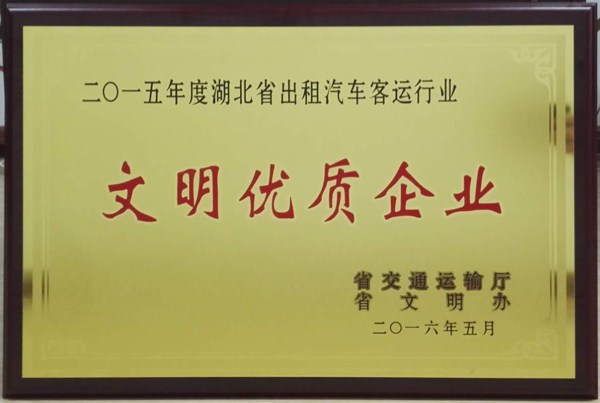 二〇一五年度湖北省出租汽车客运行业
文明优质企业
省交通运输厅
省文明办
二〇一六年五月